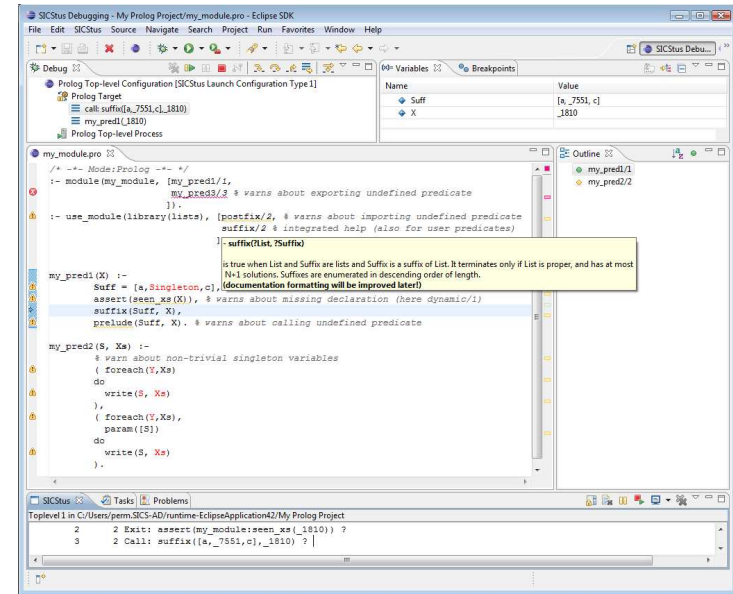 SICStus Debugging - My Prolog Project/my_module.pro - Eclipse SDK
File Edit SICStus Source Navigate Search Project Run Favorites Window Help
SICStus Debu...
Debug
Prolog Top-level Configuration [SICStus Launch Configuration Type 1]
Prolog Target
call: suffix([a,_7551,c],_1810)
my_pred1(_1810)
Prolog Top-level Process
(x)= Variables Breakpoints
Name Value
Suff [a, _7551, c]
X _1810
my_module.pro
/* -*- Mode:Prolog -*- */
:- module(my_module, [my_pred1/1,
my_pred3/3 % warns about exporting undefined predicate
]).
:- use_module(library(lists), [postfix/2, % warns about importing undefined predicate
suffix/2 % integrated help (also for user predicates)
]
- suffix(?List, ?Suffix)
is true when List and Suffix are lists and Suffix is a suffix of List. It terminates only if List is proper, and has at most
N+1 solutions. Suffixes are enumerated in descending order of length.
(documentation formatting will be improved later!)
my_pred1(X) :-
Suff = [a,Singleton,c],
assert(seen_xs(X)), % warns about missing declaration (here dynamic/1)
suffix(Suff, X),
prelude(Suff, X). % warns about calling undefined predicate
my_pred2(S, Xs) :-
% warn about non-trivial singleton variables
( foreach(Y,Xs)
do
write(S, Xs)
),
( foreach(Y,Xs),
param([S])
do
write(S, Xs)
).
Outline
my_pred1/1
my_pred2/2
SICStus Tasks Problems
Toplevel 1 in C:/Users/perm.SICS-AD/runtime-EclipseApplication42/My Prolog Project
2 2 Exit: assert(my_module:seen_xs(_1810)) ?
3 2 Call: suffix([a,_7551,c],_1810) ?